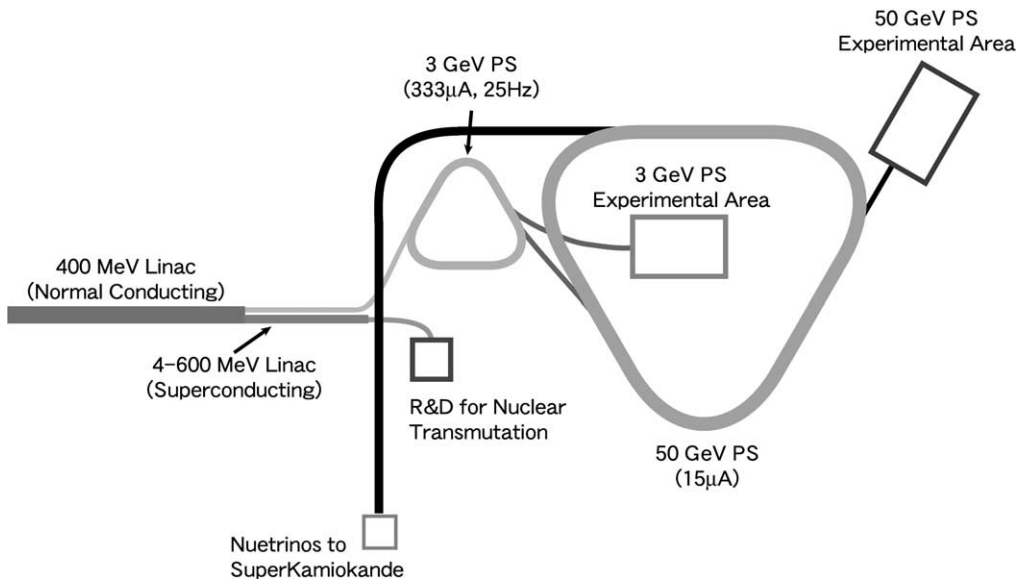 50 GeV PS
Experimental Area
3 GeV PS
(333μA, 25Hz)
3 GeV PS
Experimental Area
400 MeV Linac
(Normal Conducting)
4-600 MeV Linac
(Superconducting)
R&D for Nuclear
Transmutation
50 GeV PS
(15μA)
Nuetrinos to
SuperKamiokande